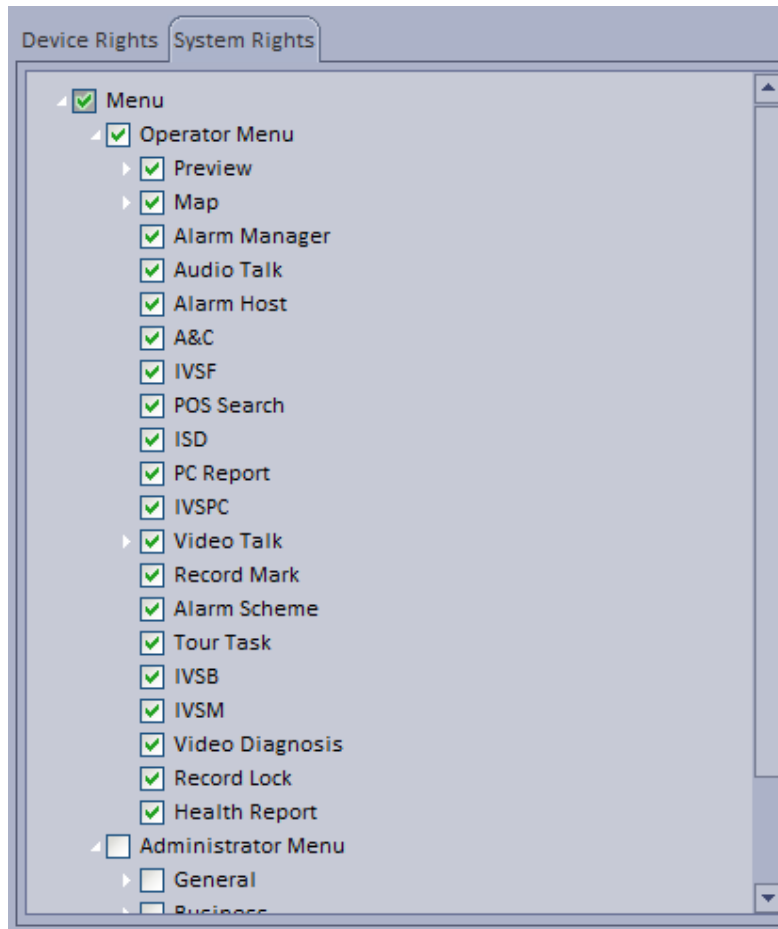 Device Rights System Rights
Menu
Operator Menu
Preview
Map
Alarm Manager
Audio Talk
Alarm Host
A&C
IVSF
POS Search
ISD
PC Report
IVSPC
Video Talk
Record Mark
Alarm Scheme
Tour Task
IVSB
IVSM
Video Diagnosis
Record Lock
Health Report
Administrator Menu
General
Business